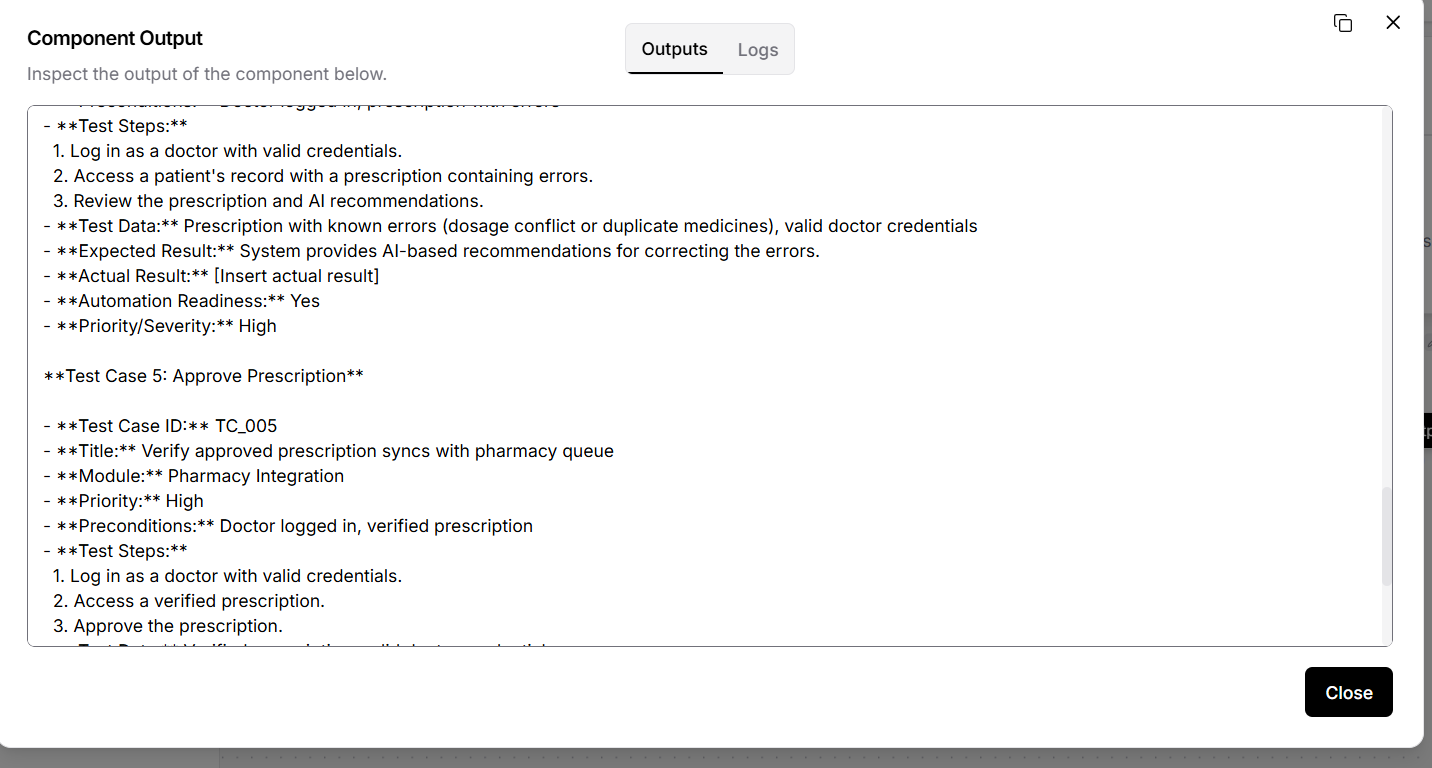 Component Output
Outputs
Logs
Inspect the output of the component below.
- **Test Steps:**
1. Log in as a doctor with valid credentials.
2. Access a patient's record with a prescription containing errors.
3. Review the prescription and AI recommendations.
- **Test Data:** Prescription with known errors (dosage conflict or duplicate medicines), valid doctor credentials
- **Expected Result:** System provides AI-based recommendations for correcting the errors.
- **Actual Result:** [Insert actual result]
- **Automation Readiness:** Yes
- **Priority/Severity:** High
**Test Case 5: Approve Prescription**
- **Test Case ID:** TC_005
- **Title:** Verify approved prescription syncs with pharmacy queue
- **Module:** Pharmacy Integration
- **Priority:** High
- **Preconditions:** Doctor logged in, verified prescription
- **Test Steps:**
1. Log in as a doctor with valid credentials.
2. Access a verified prescription.
3. Approve the prescription.
Close